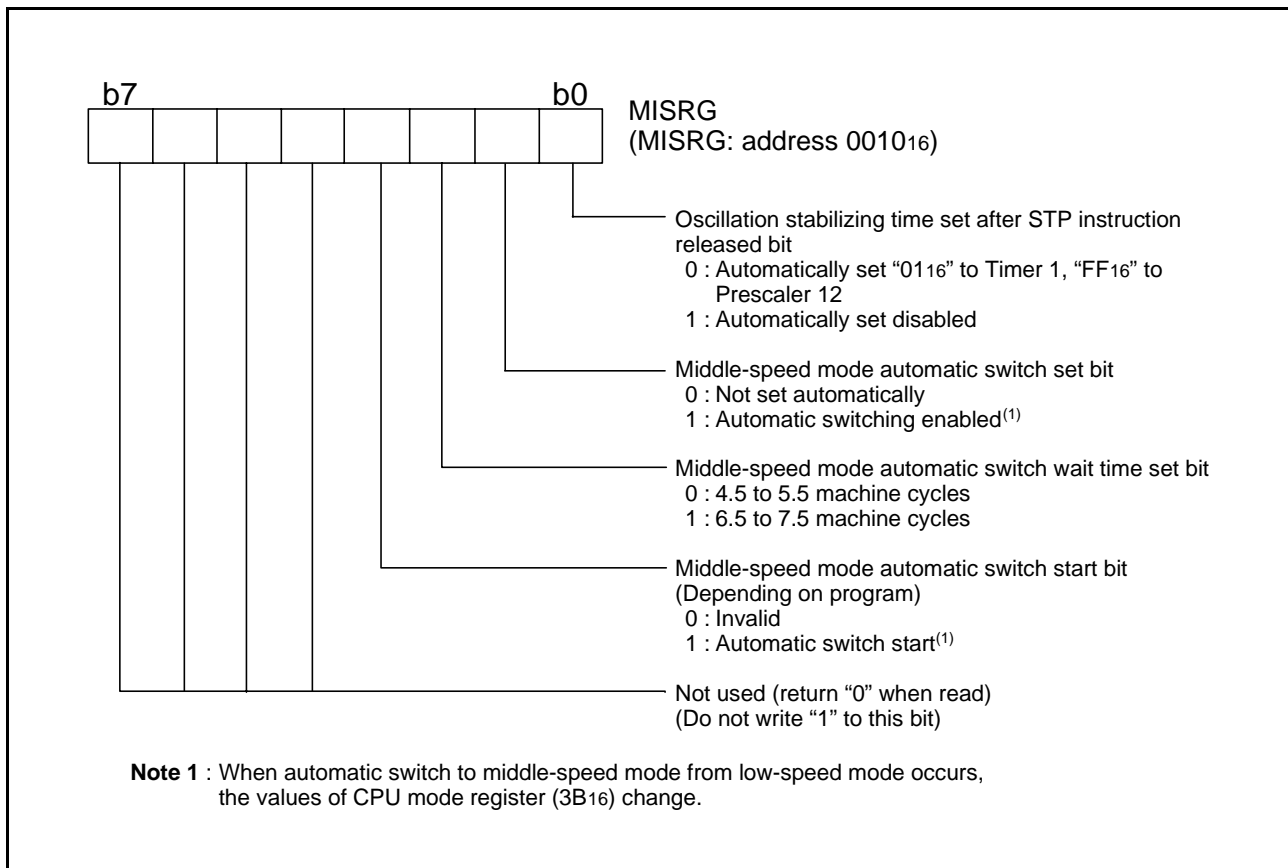 b7 b0
MISRG
(MISRG: address 001016)
Oscillation stabilizing time set after STP instruction
released bit
0 : Automatically set “0116” to Timer 1, “FF16” to
Prescaler 12
1 : Automatically set disabled
Middle-speed mode automatic switch set bit
0 : Not set automatically
1 : Automatic switching enabled(1)
Middle-speed mode automatic switch wait time set bit
0 : 4.5 to 5.5 machine cycles
1 : 6.5 to 7.5 machine cycles
Middle-speed mode automatic switch start bit
(Depending on program)
0 : Invalid
1 : Automatic switch start(1)
Not used (return “0” when read)
(Do not write “1” to this bit)
Note 1 : When automatic switch to middle-speed mode from low-speed mode occurs,
the values of CPU mode register (3B16) change.